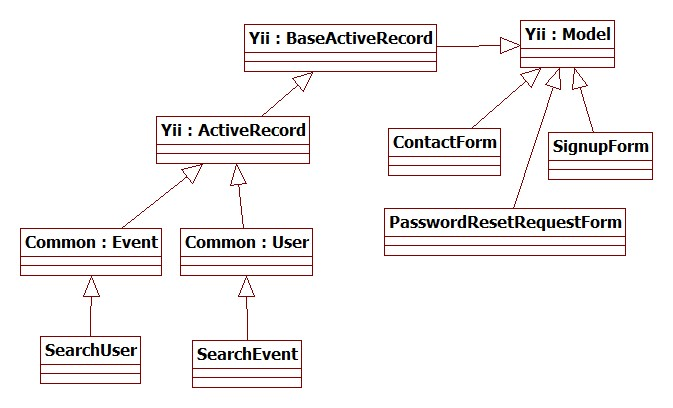 Yii : BaseActiveRecord
Yii : Model
Yii : ActiveRecord
ContactForm
SignupForm
PasswordResetRequestForm
Common : Event
Common : User
SearchUser
SearchEvent